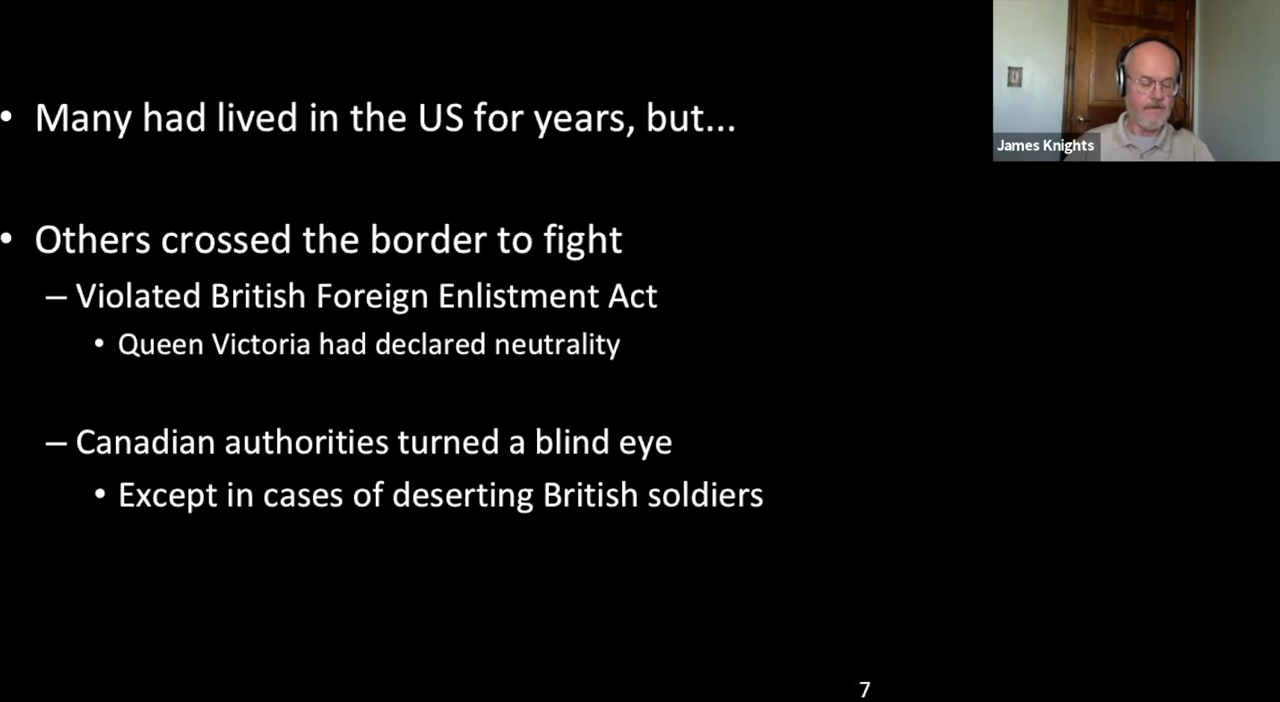 • Many had lived in the US for years, but...
• Others crossed the border to fight
– Violated British Foreign Enlistment Act
• Queen Victoria had declared neutrality
– Canadian authorities turned a blind eye
• Except in cases of deserting British soldiers
7
James Knights